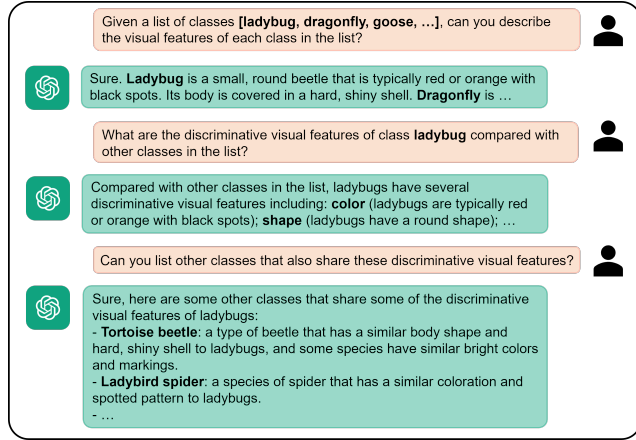 Given a list of classes [ladybug, dragonfly, goose, ...], can you describe
the visual features of each class in the list?
Sure. Ladybug is a small, round beetle that is typically red or orange with
black spots. Its body is covered in a hard, shiny shell. Dragonfly is ...
What are the discriminative visual features of class ladybug compared with
other classes in the list?
Compared with other classes in the list, ladybugs have several
discriminative visual features including: color (ladybugs are typically red
or orange with black spots); shape (ladybugs have a round shape); ...
Can you list other classes that also share these discriminative visual features?
Sure, here are some other classes that share some of the discriminative
visual features of ladybugs:
- Tortoise beetle: a type of beetle that has a similar body shape and
hard, shiny shell to ladybugs, and some species have similar bright colors
and markings.
- Ladybird spider: a species of spider that has a similar coloration and
spotted pattern to ladybugs.
- ...